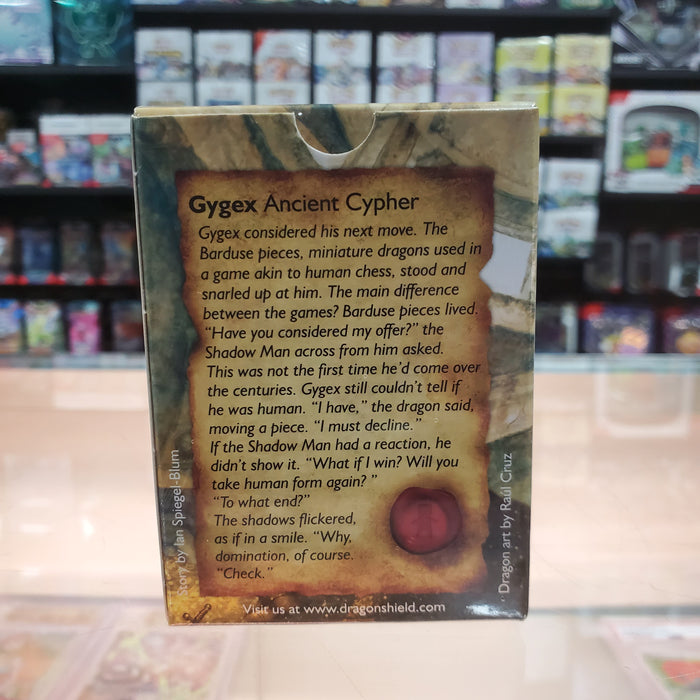 Gygex Ancient Cypher
Gygex considered his next move. The
Barduse pieces, miniature dragons used in
a game akin to human chess, stood and
snarled up at him. The main difference
between the games? Barduse pieces lived.
“Have you considered my offer?” the
Shadow Man across from him asked.
This was not the first time he’d come over
the centuries. Gygex still couldn’t tell if
he was human. “I have,” the dragon said,
moving a piece. “I must decline.”
If the Shadow Man had a reaction, he
didn’t show it. “What if I win? Will you
take human form again? ”
“To what end?”
The shadows flickered,
as if in a smile. “Why,
domination, of course.
“Check.”
Story by Ian Spiegel-Blum
Dragon art by Raúl Cruz
Visit us at www.dragonshield.com